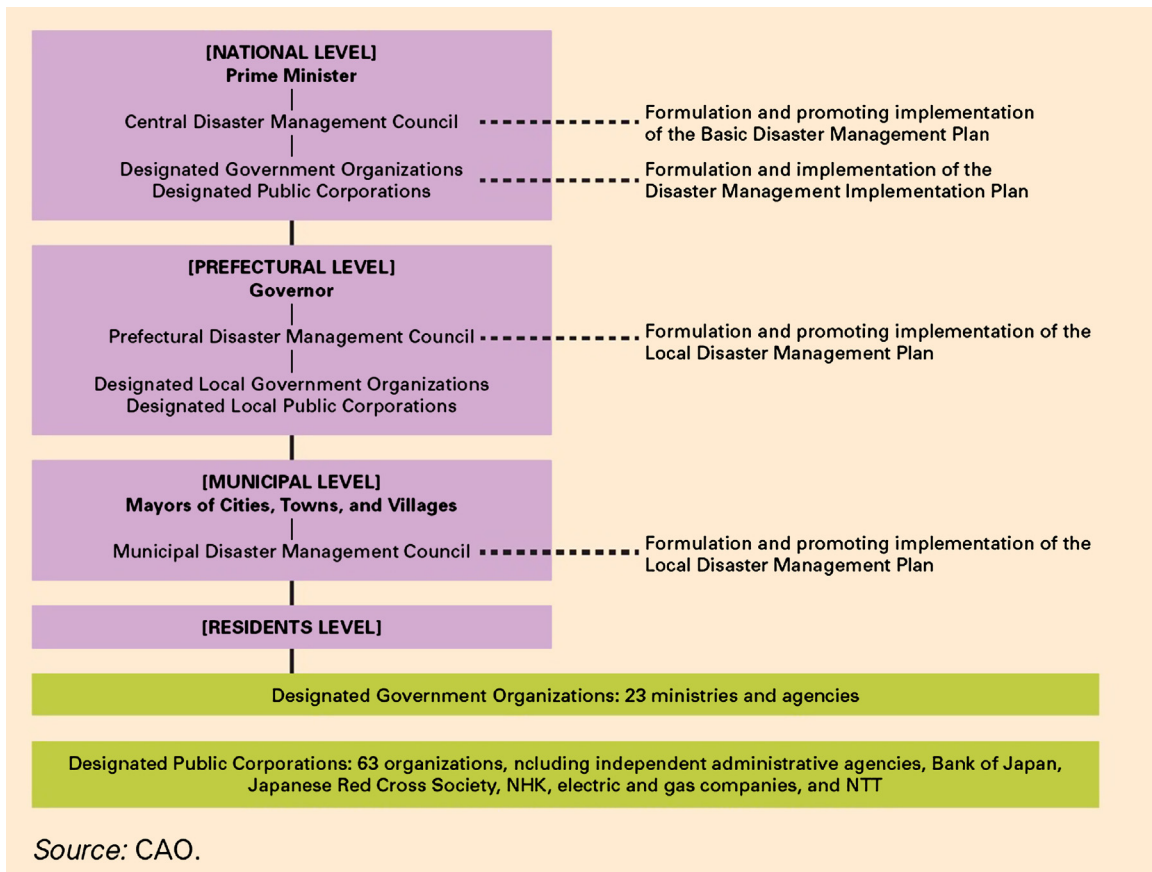 [NATIONAL LEVEL]
Prime Minister
Central Disaster Management Council
Formulation and promoting implementation
of the Basic Disaster Management Plan
Designated Government Organizations
Designated Public Corporations
Formulation and implementation of the
Disaster Management Implementation Plan
[PREFECTURAL LEVEL]
Governor
Prefectural Disaster Management Council
Formulation and promoting implementation of the
Local Disaster Management Plan
Designated Local Government Organizations
Designated Local Public Corporations
[MUNICIPAL LEVEL]
Mayors of Cities, Towns, and Villages
Municipal Disaster Management Council
Formulation and promoting implementation of the
Local Disaster Management Plan
[RESIDENTS LEVEL]
Designated Government Organizations: 23 ministries and agencies
Designated Public Corporations: 63 organizations, ncluding independent administrative agencies, Bank of Japan,
Japanese Red Cross Society, NHK, electric and gas companies, and NTT
Source: CAO.